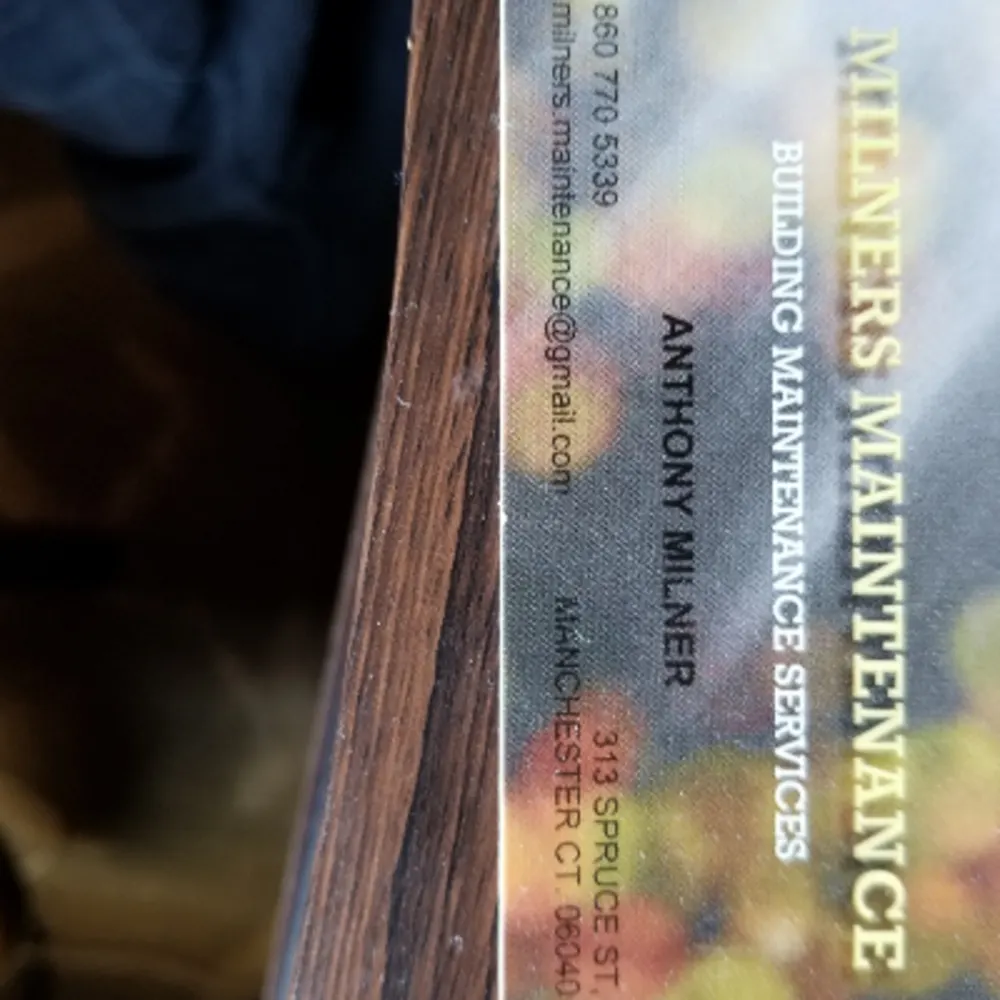 MILNERS MAINTENANCE
BUILDING MAINTENANCE SERVICES
ANTHONY MILNER
860 770 5339
milners.maintenance@gmail.com
313 SPRUCE ST,
MANCHESTER CT. 06040